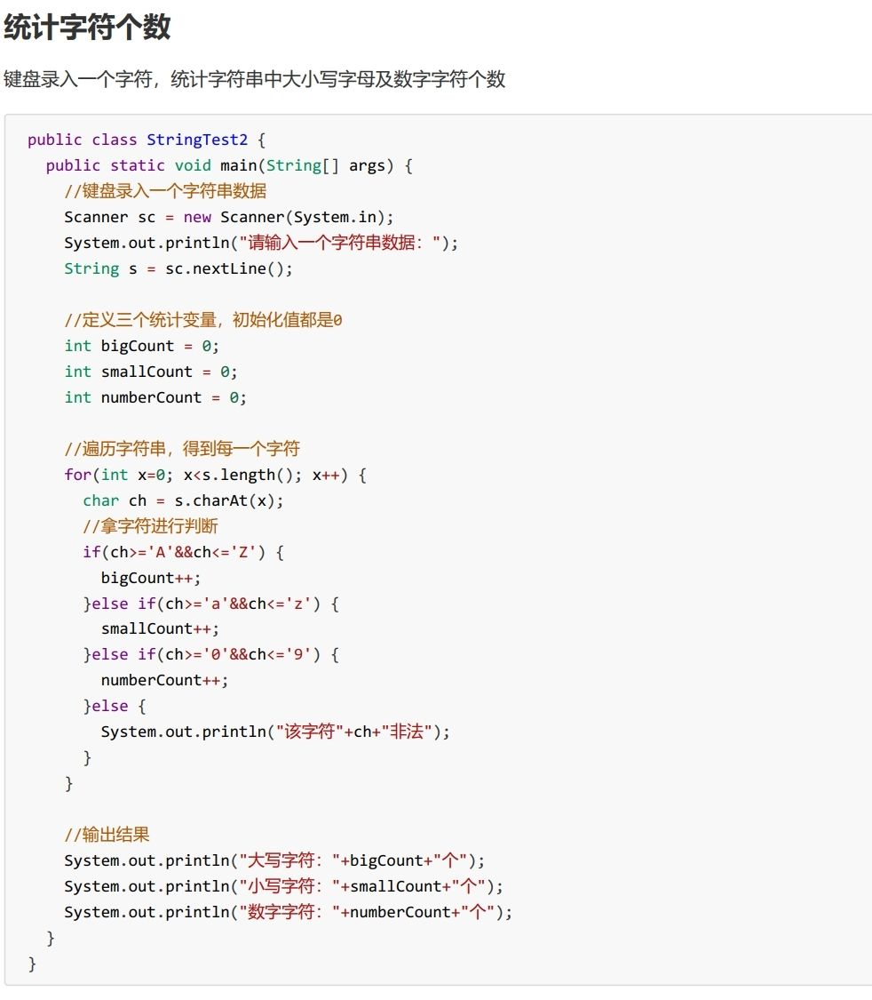 统计字符个数
键盘录入一个字符，统计字符串中大小写字母及数字字符个数
public class StringTest2 {
  public static void main(String[] args) {
    //键盘录入一个字符串数据
    Scanner sc = new Scanner(System.in);
    System.out.println("请输入一个字符串数据：");
    String s = sc.nextLine();
    //定义三个统计变量，初始化值都是0
    int bigCount = 0;
    int smallCount = 0;
    int numberCount = 0;
    //遍历字符串，得到每一个字符
    for(int x=0; x<s.length(); x++) {
      char ch = s.charAt(x);
      //拿字符进行判断
      if(ch>='A'&&ch<='Z') {
        bigCount++;
      }else if(ch>='a'&&ch<='z') {
        smallCount++;
      }else if(ch>='0'&&ch<='9') {
        numberCount++;
      }else {
        System.out.println("该字符"+ch+"非法");
      }
    }
    //输出结果
    System.out.println("大写字符："+bigCount+"个");
    System.out.println("小写字符："+smallCount+"个");
    System.out.println("数字字符："+numberCount+"个");
  }
}